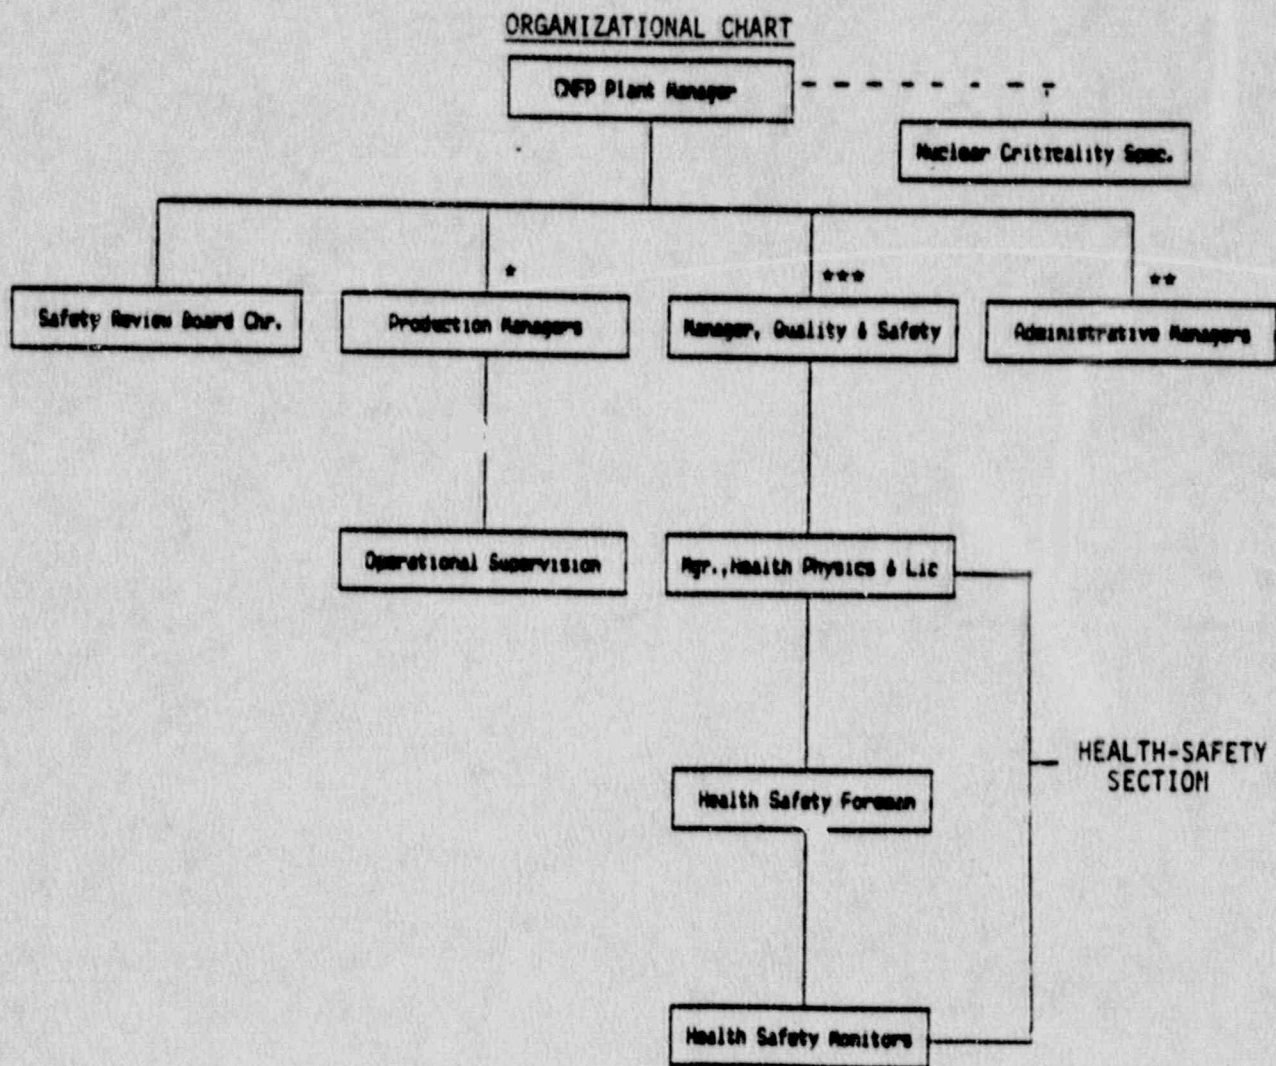 ORGANIZATIONAL CHART
CNFP Plant Manager
Nuclear Criticality Spec.
*
***
**
Safety Review Board Chr.
Production Managers
Manager, Quality & Safety
Administrative Managers
Operational Supervision
Mgr.,Health Physics & Lic
HEALTH-SAFETY
SECTION
Health Safety Foreman
Health Safety Monitors